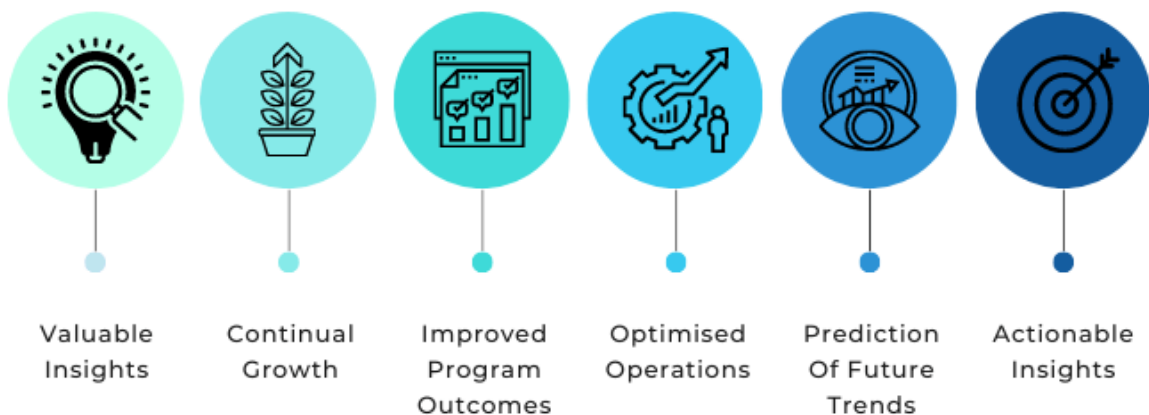 Valuable
Insights
Continual
Growth
Improved
Program
Outcomes
Optimised
Operations
Prediction
Of Future
Trends
Actionable
Insights